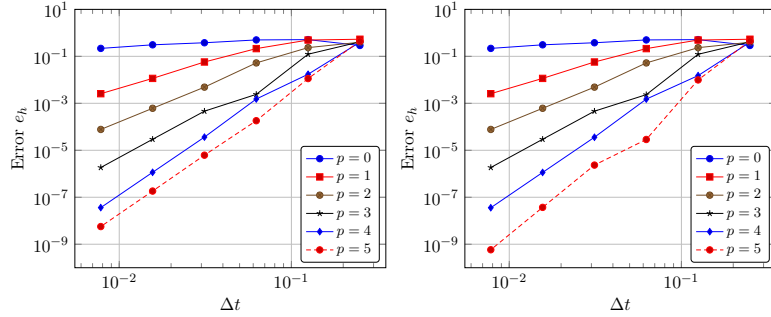 10^1
10^-1
10^-3
10^-5
10^-7
10^-9
Error e_h
10^-2
10^-1
Δt
p = 0
p = 1
p = 2
p = 3
p = 4
p = 5
10^1
10^-1
10^-3
10^-5
10^-7
10^-9
Error e_h
10^-2
10^-1
Δt
p = 0
p = 1
p = 2
p = 3
p = 4
p = 5